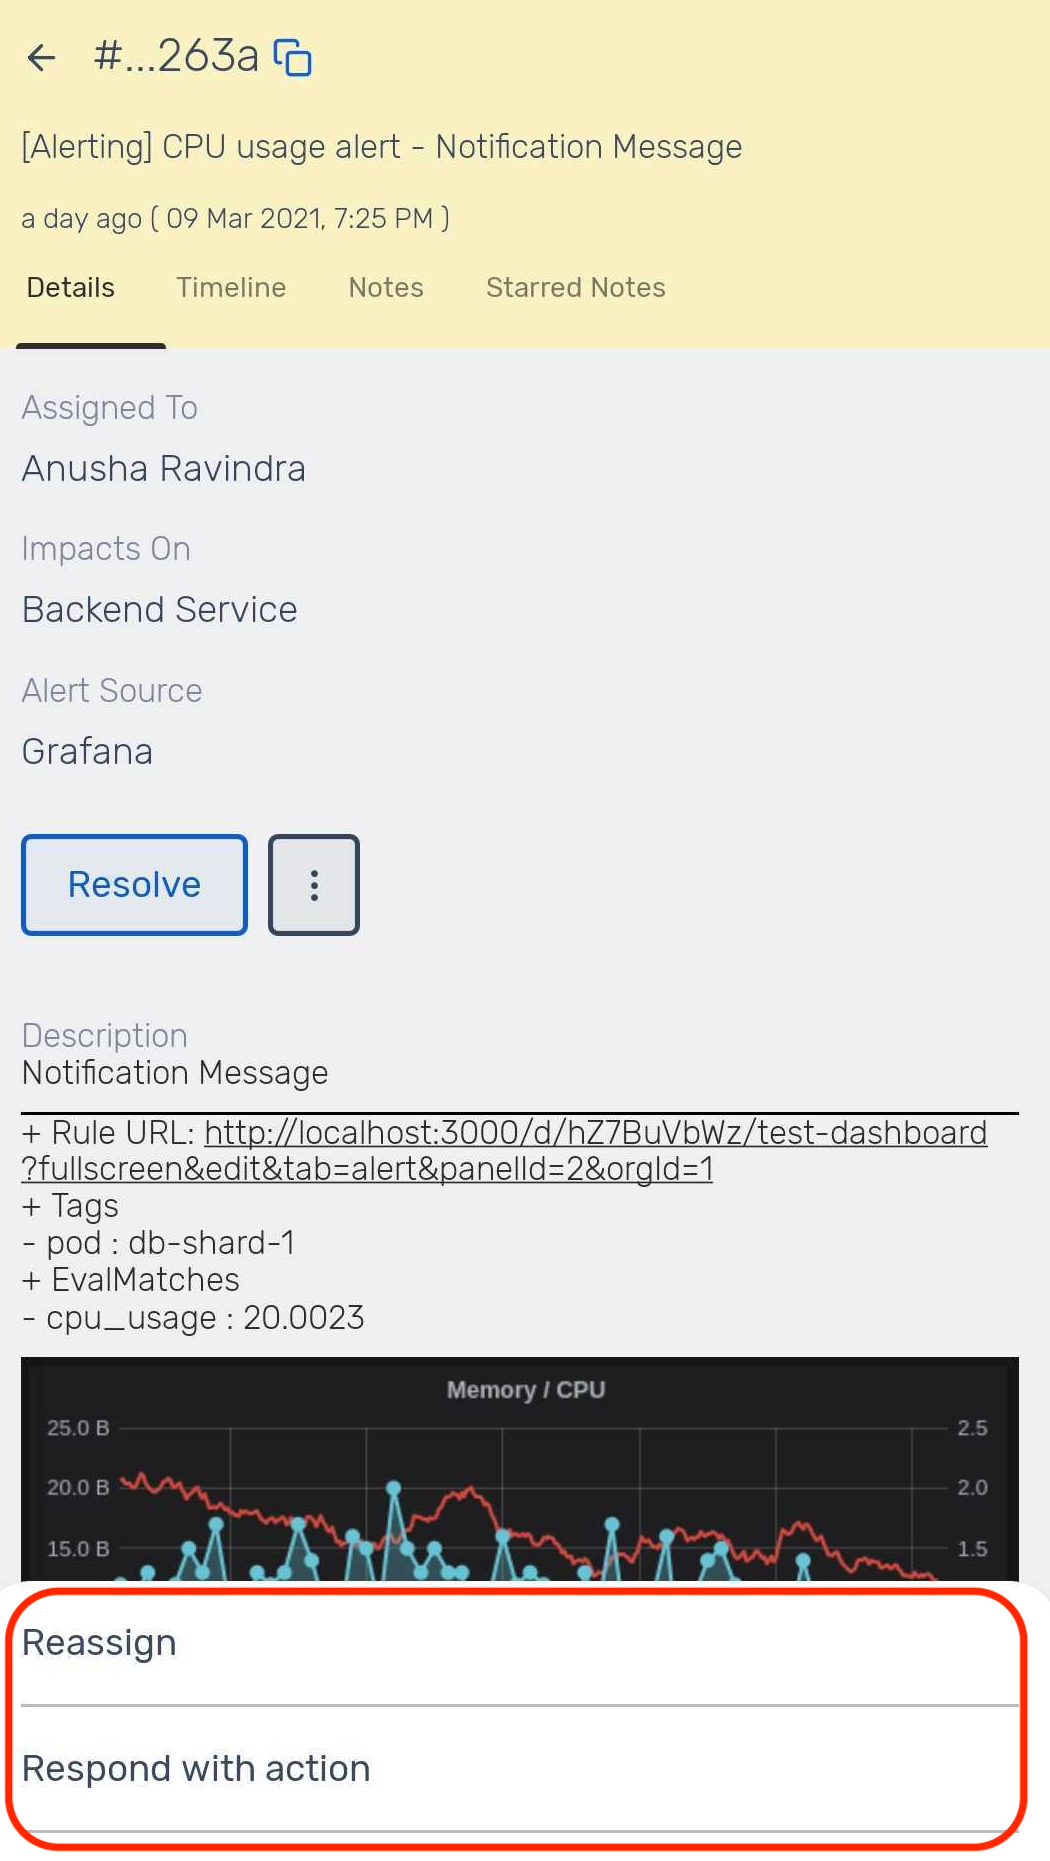 #...263a
[Alerting] CPU usage alert - Notification Message
a day ago ( 09 Mar 2021, 7:25 PM )
Details Timeline Notes Starred Notes
Assigned To
Anusha Ravindra
Impacts On
Backend Service
Alert Source
Grafana
Resolve
Description
Notification Message
+ Rule URL: http://localhost:3000/d/hZ7BuVbWz/test-dashboard
?fullscreen&edit&tab=alert&panelId=2&orgId=1
+ Tags
- pod : db-shard-1
+ EvalMatches
- cpu_usage : 20.0023
Memory / CPU
25.0 B 2.5
20.0 B 2.0
15.0 B 1.5
Reassign
Respond with action